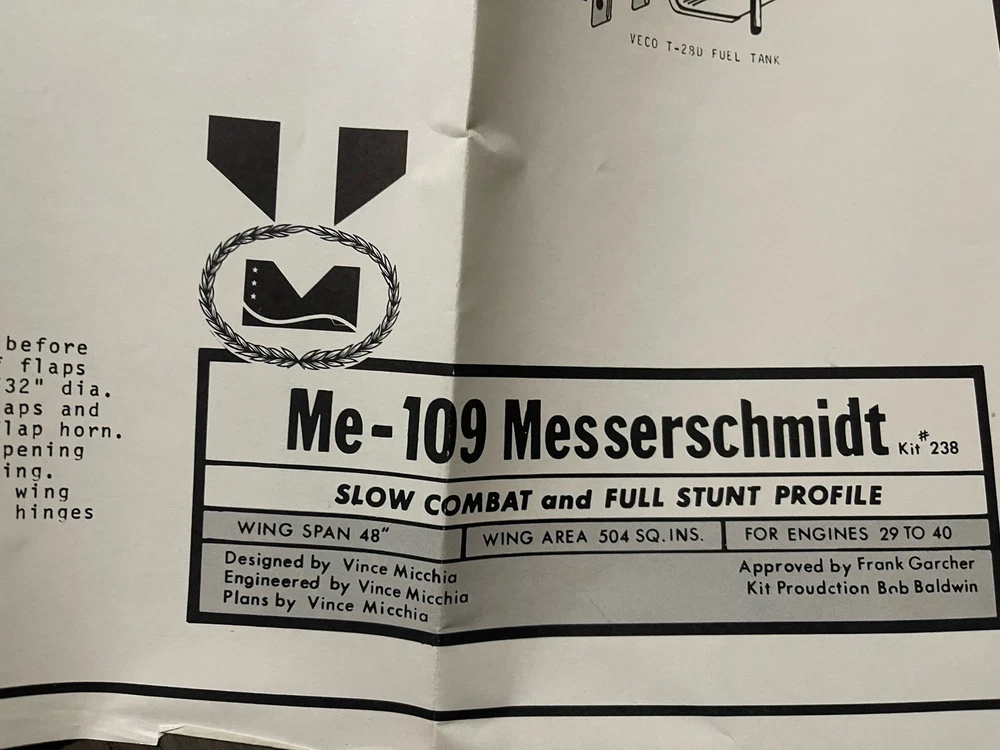 VECO T-28D FUEL TANK
before
flaps
32" dia.
aps and
lap horn.
pening
ing.
wing
hinges
M
Me-109 Messerschmidt Kit #238
SLOW COMBAT and FULL STUNT PROFILE
WING SPAN 48" WING AREA 504 SQ.INS. FOR ENGINES 29 TO 40
Designed by Vince Micchia
Engineered by Vince Micchia
Plans by Vince Micchia
Approved by Frank Garcher
Kit Proudction Bob Baldwin